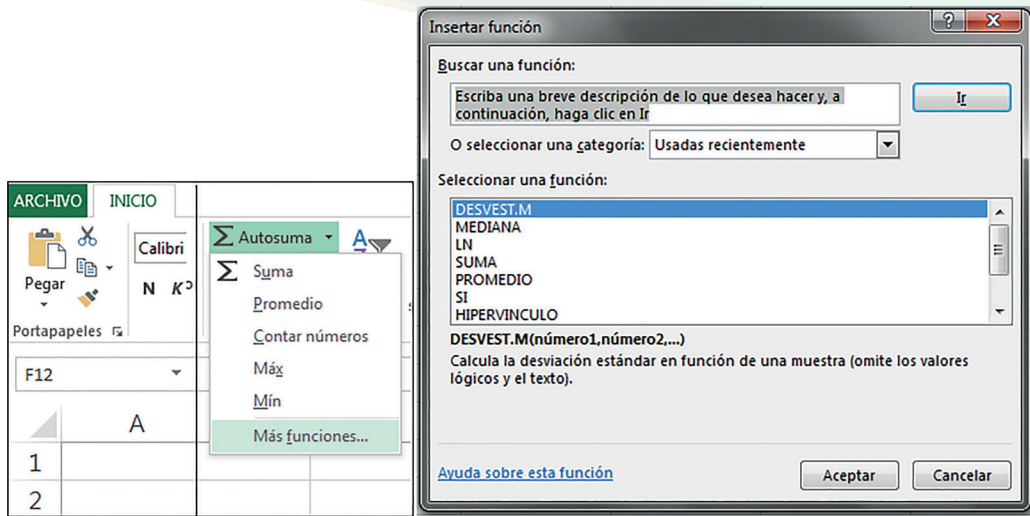 ARCHIVO INICIO
Pegar
Calibri
N K
Portapapeles
Σ Autosuma
A
Σ Suma
Promedio
Contar números
Máx
Mín
Más funciones...
F12
A
1
2
Insertar función
Buscar una función:
Escriba una breve descripción de lo que desea hacer y, a
continuación, haga clic en Ir
Ir
O seleccionar una categoría: Usadas recientemente
Seleccionar una función:
DESVEST.M
MEDIANA
LN
SUMA
PROMEDIO
SI
HIPERVINCULO
DESVEST.M(número1,número2,...)
Calcula la desviación estándar en función de una muestra (omite los valores
lógicos y el texto).
Ayuda sobre esta función
Aceptar Cancelar